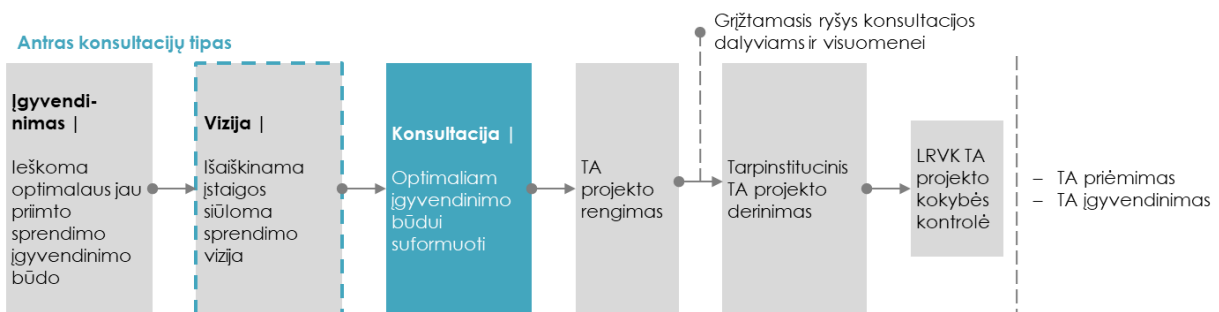 Antras konsultacijų tipas
Grįžtamasis ryšys konsultacijos
dalyviams ir visuomenei
Įgyvendi-
nimas |
Ieškoma
optimalaus jau
priimto
sprendimo
įgyvendinimo
būdo
Vizija |
Išaiškinama
įstaigos
siūloma
sprendimo
vizija
Konsultacija |
Optimaliam
įgyvendinimo
būdui
suformuoti
TA
projekto
rengimas
Tarpinstitucinis
TA projekto
derinimas
LRVK TA
projekto
kokybės
kontrolė
– TA priėmimas
– TA įgyvendinimas